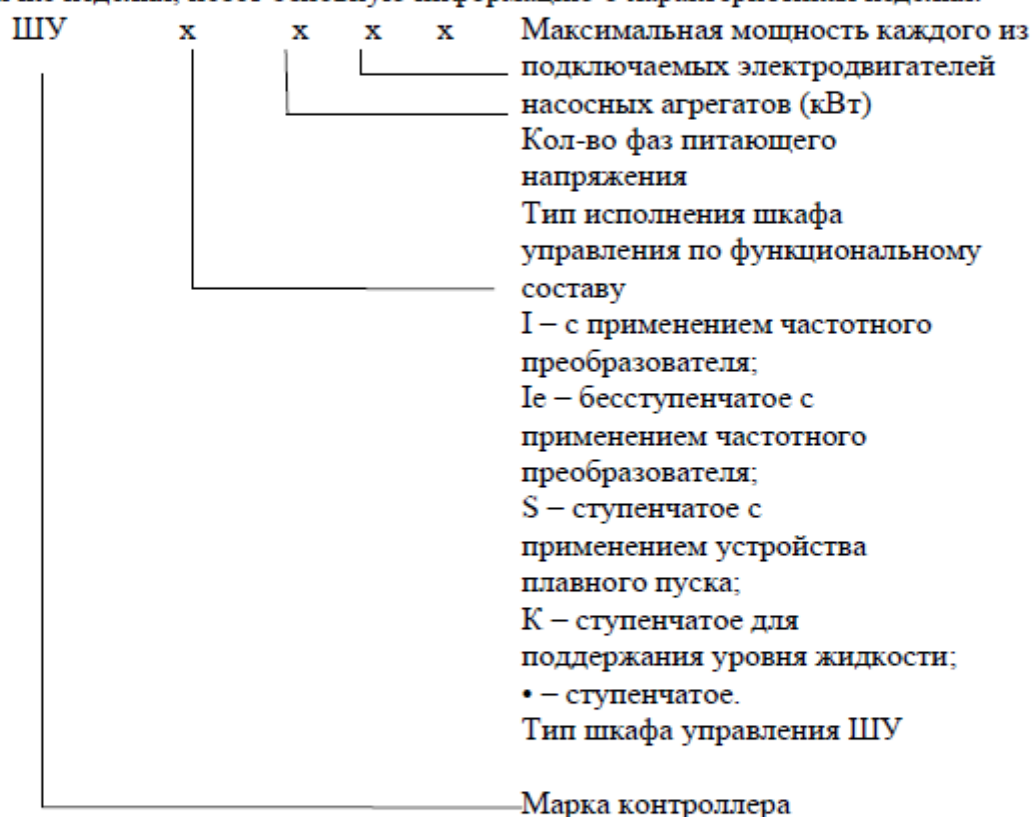 ШУ х х х х Максимальная мощность каждого из
подключаемых электродвигателей
насосных агрегатов (кВт)
Кол-во фаз питающего
напряжения
Тип исполнения шкафа
управления по функциональному
составу
I – с применением частотного
преобразователя;
Ie – бесступенчатое с
применением частотного
преобразователя;
S – ступенчатое с
применением устройства
плавного пуска;
К – ступенчатое для
поддержания уровня жидкости;
• – ступенчатое.
Тип шкафа управления ШУ
Марка контроллера